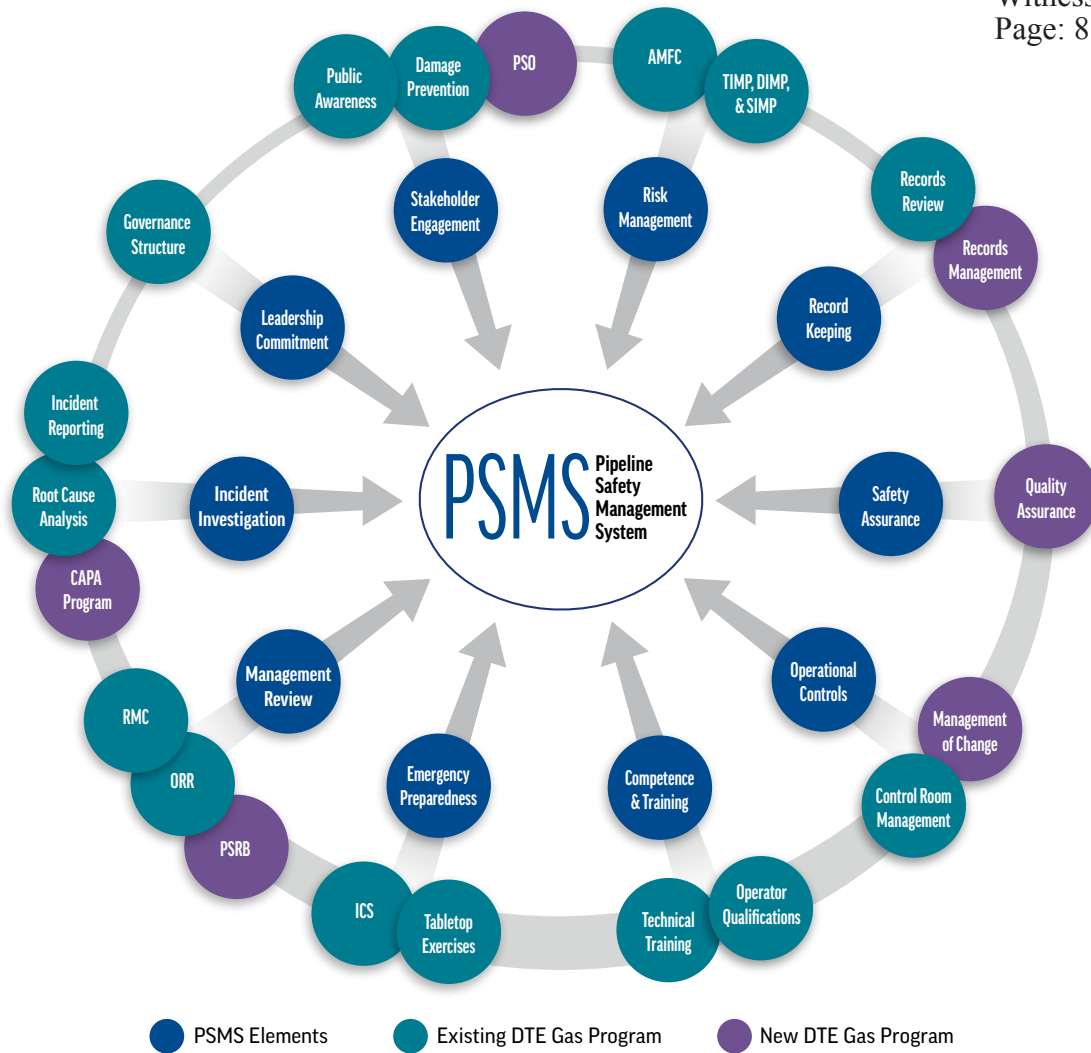 Witness
Page: 8
PSO
AMFC
Damage
Prevention
Public
Awareness
TIMP, DIMP,
& SIMP
Records
Review
Records
Management
Stakeholder
Engagement
Risk
Management
Governance
Structure
Leadership
Commitment
Record
Keeping
Incident
Reporting
Root Cause
Analysis
CAPA
Program
Incident
Investigation
PSMS
Pipeline
Safety
Management
System
Safety
Assurance
Quality
Assurance
Management
Review
Operational
Controls
RMC
ORR
PSRB
Management
of Change
Control Room
Management
Emergency
Preparedness
Competence
& Training
ICS
Tabletop
Exercises
Technical
Training
Operator
Qualifications
PSMS Elements
Existing DTE Gas Program
New DTE Gas Program